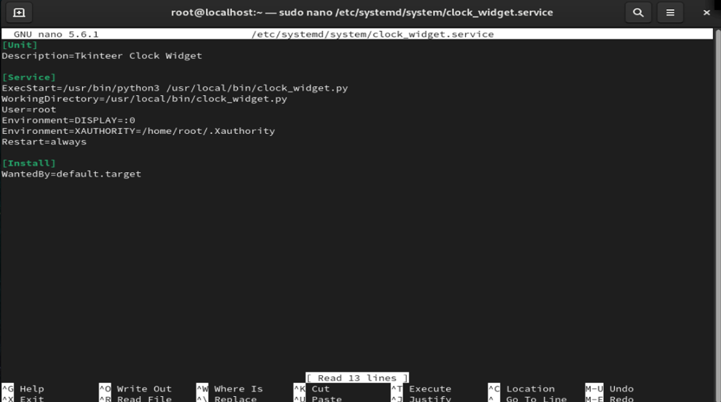 root@localhost:~ — sudo nano /etc/systemd/system/clock_widget.service
GNU nano 5.6.1 /etc/systemd/system/clock_widget.service
[Unit]
Description=Tkinteer Clock Widget
[Service]
ExecStart=/usr/bin/python3 /usr/local/bin/clock_widget.py
WorkingDirectory=/usr/local/bin/clock_widget.py
User=root
Environment=DISPLAY=:0
Environment=XAUTHORITY=/home/root/.Xauthority
Restart=always
[Install]
WantedBy=default.target
[ Read 13 lines ]
^G Help ^O Write Out ^W Where Is ^K Cut ^T Execute ^C Location M-U Undo
^X Exit ^R Read File ^\ Replace ^U Paste ^J Justify ^_ Go To Line M-E Redo